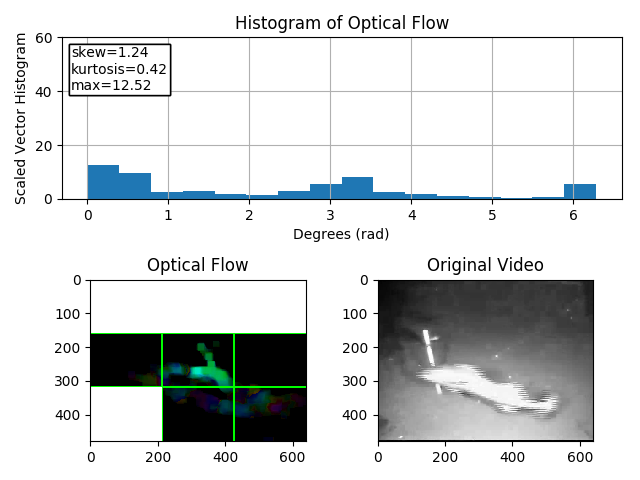 Histogram of Optical Flow
skew=1.24
kurtosis=0.42
max=12.52
Scaled Vector Histogram
60
40
20
0
0 1 2 3 4 5 6
Degrees (rad)
Optical Flow
0
100
200
300
400
0 200 400 600
Original Video
0
100
200
300
400
0 200 400 600